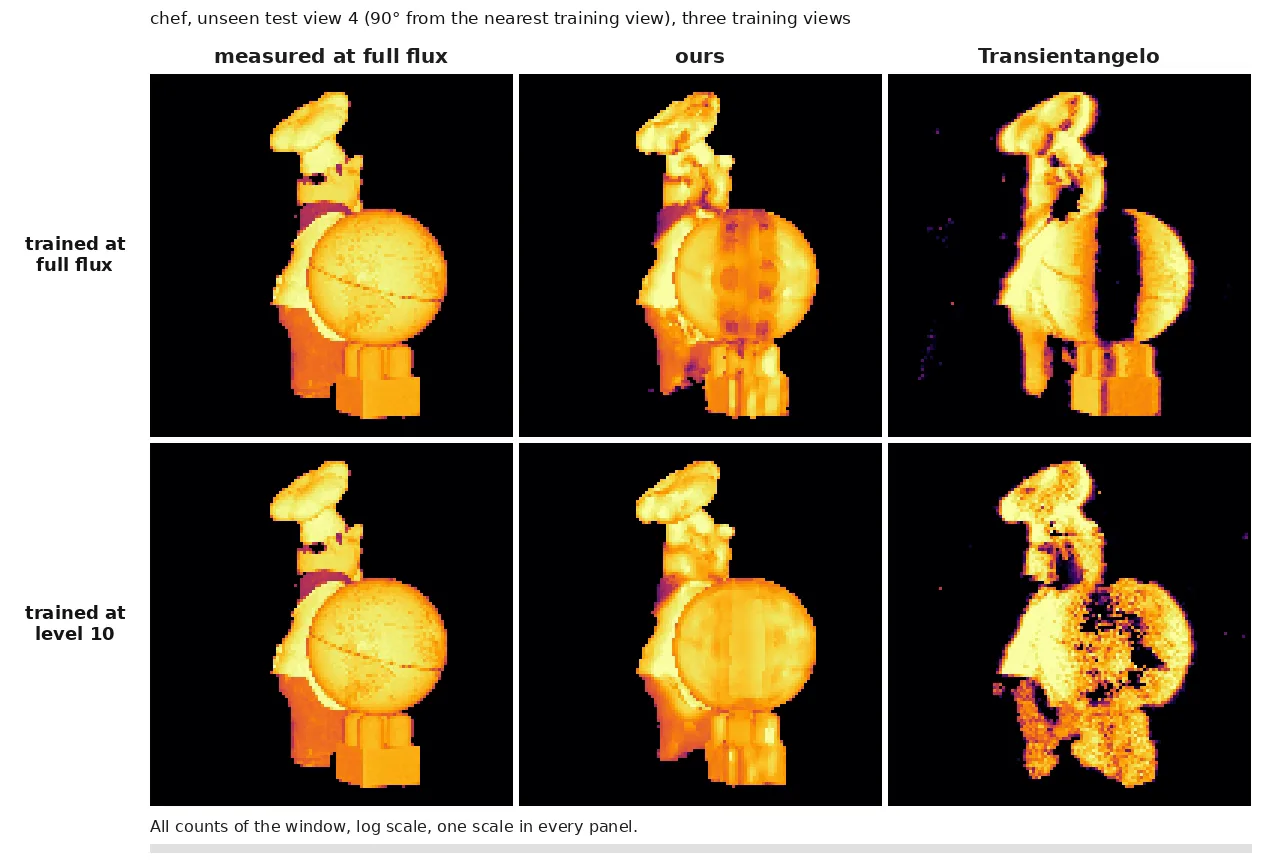 chef, unseen test view 4 (90° from the nearest training view), three training views
measured at full flux
ours
Transientangelo
trained at
full flux
trained at
level 10
All counts of the window, log scale, one scale in every panel.